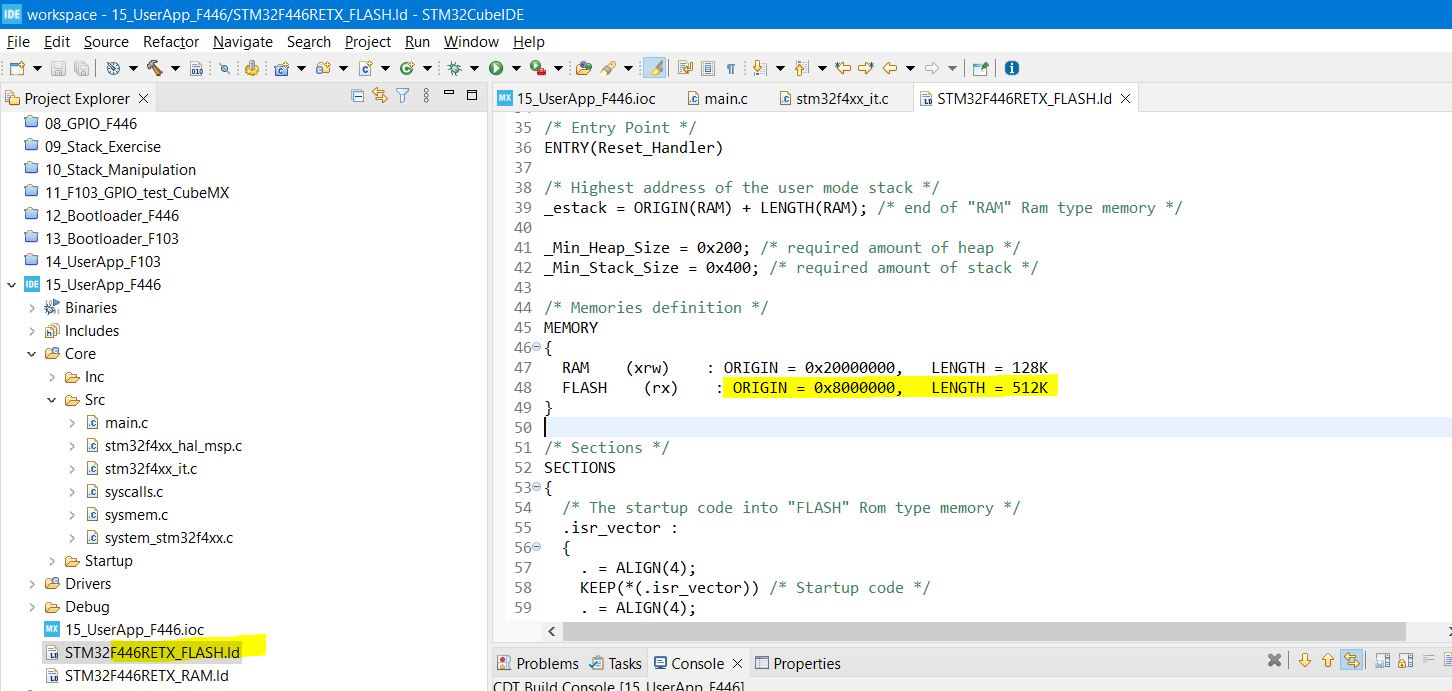 IDE workspace - 15_UserApp_F446/STM32F446RETX_FLASH.ld - STM32CubeIDE
File Edit Source Refactor Navigate Search Project Run Window Help
010
Project Explorer
08_GPIO_F446
09_Stack_Exercise
10_Stack_Manipulation
11_F103_GPIO_test_CubeMX
12_Bootloader_F446
13_Bootloader_F103
14_UserApp_F103
IDE 15_UserApp_F446
Binaries
Includes
Core
Inc
Src
main.c
stm32f4xx_hal_msp.c
stm32f4xx_it.c
syscalls.c
sysmem.c
system_stm32f4xx.c
Startup
Drivers
Debug
MX 15_UserApp_F446.ioc
STM32F446RETX_FLASH.ld
STM32F446RETX_RAM.ld
MX 15_UserApp_F446.ioc main.c stm32f4xx_it.c STM32F446RETX_FLASH.ld
35 /* Entry Point */
36 ENTRY(Reset_Handler)
37
38 /* Highest address of the user mode stack */
39 _estack = ORIGIN(RAM) + LENGTH(RAM); /* end of "RAM" Ram type memory */
40
41 _Min_Heap_Size = 0x200; /* required amount of heap */
42 _Min_Stack_Size = 0x400; /* required amount of stack */
43
44 /* Memories definition */
45 MEMORY
46 {
47 RAM (xrw) : ORIGIN = 0x20000000, LENGTH = 128K
48 FLASH (rx) : ORIGIN = 0x8000000, LENGTH = 512K
49 }
50
51 /* Sections */
52 SECTIONS
53 {
54 /* The startup code into "FLASH" Rom type memory */
55 .isr_vector :
56 {
57 . = ALIGN(4);
58 KEEP(*(.isr_vector)) /* Startup code */
59 . = ALIGN(4);
Problems Tasks Console Properties
CDT Build Console [15_UserApp_F446]